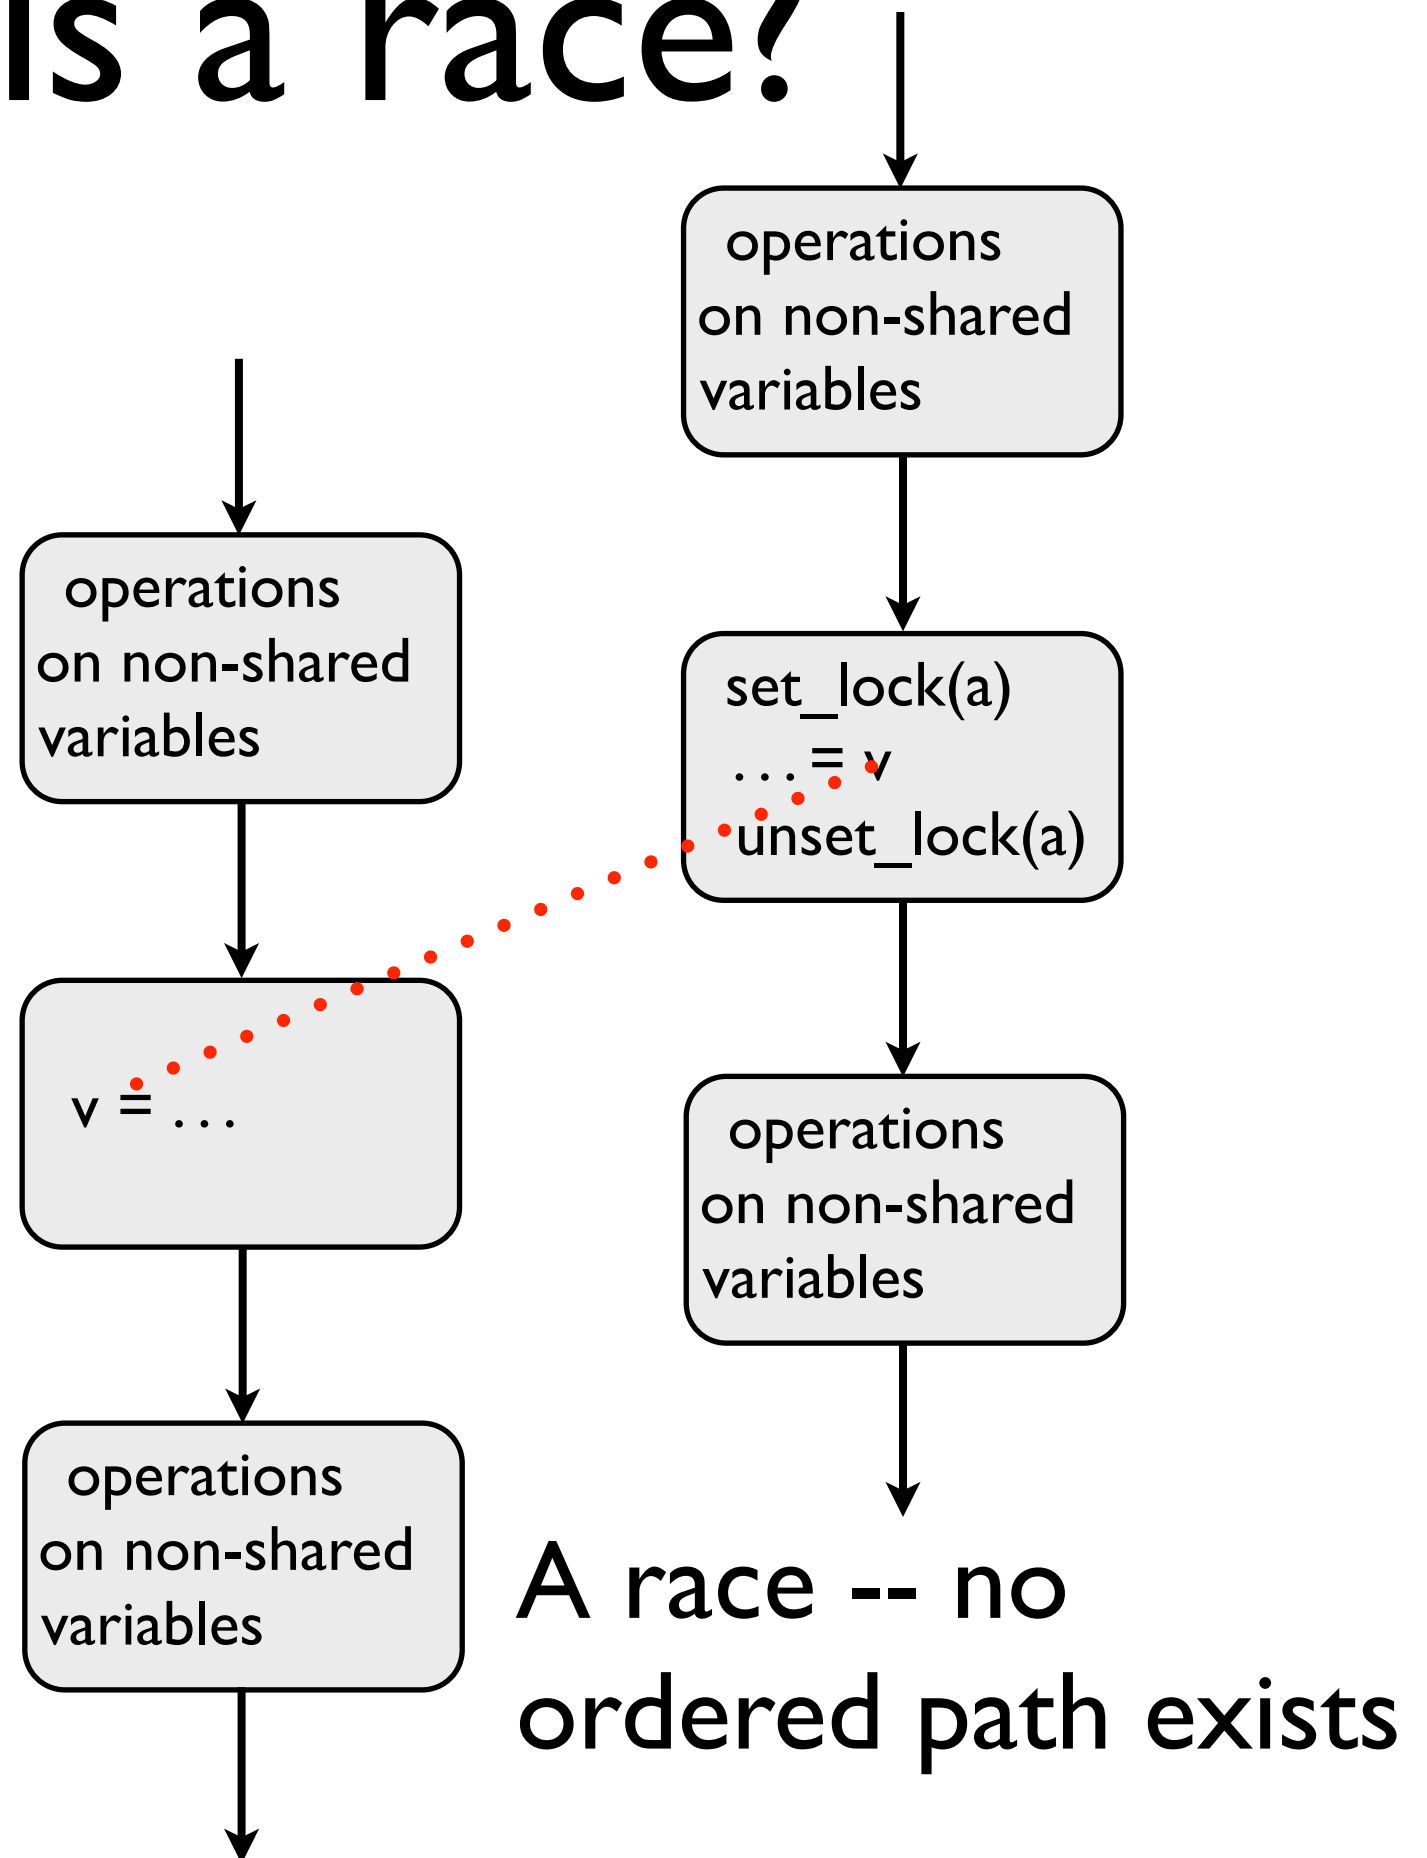 is a race?
operations
on non-shared
variables
set_lock(a)
... = v
unset_lock(a)
operations
on non-shared
variables
operations
on non-shared
variables
v = ...
operations
on non-shared
variables
A race -- no
ordered path exists